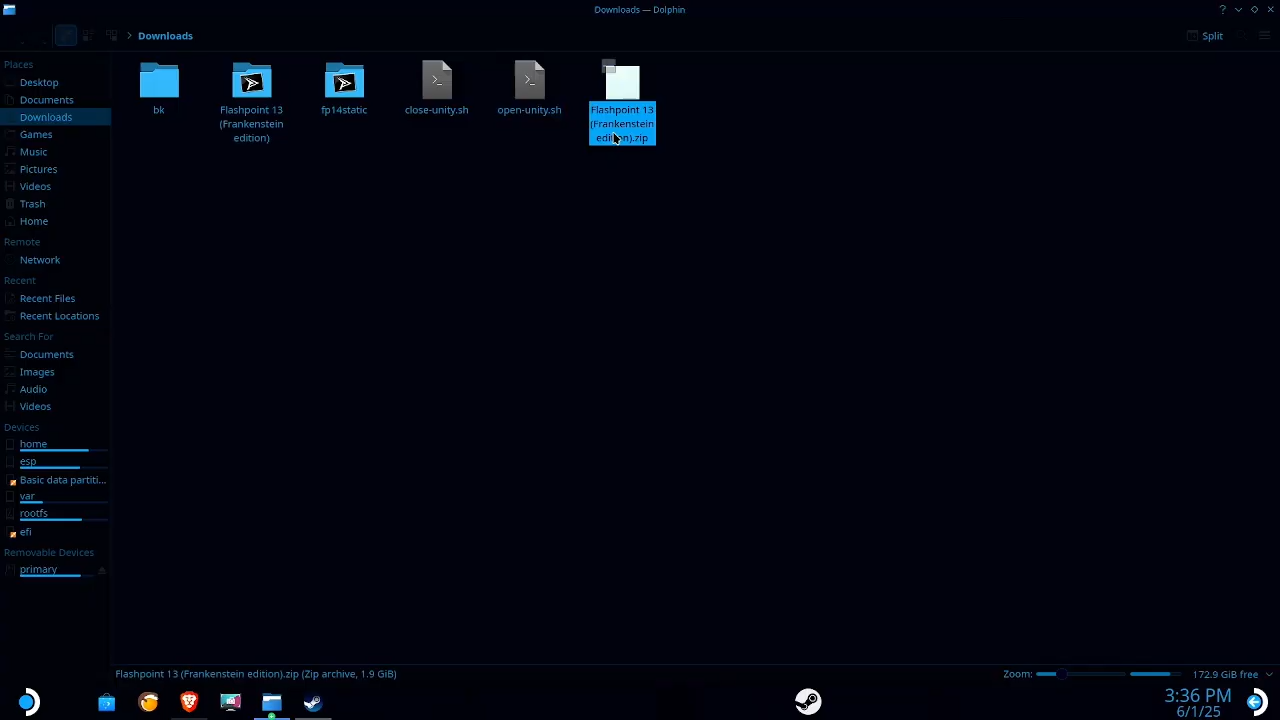 Downloads — Dolphin
Downloads
Split
Places
Desktop
Documents
Downloads
Games
Music
Pictures
Videos
Trash
Home
Remote
Network
Recent
Recent Files
Recent Locations
Search For
Documents
Images
Audio
Videos
Devices
home
esp
Basic data partiti...
var
rootfs
efi
Removable Devices
primary
bk
Flashpoint 13
(Frankenstein
edition)
fp14static
close-unity.sh
open-unity.sh
Flashpoint 13
(Frankenstein
edition).zip
Flashpoint 13 (Frankenstein edition).zip (Zip archive, 1.9 GiB)
Zoom:
172.9 GiB free
3:36 PM
6/1/25